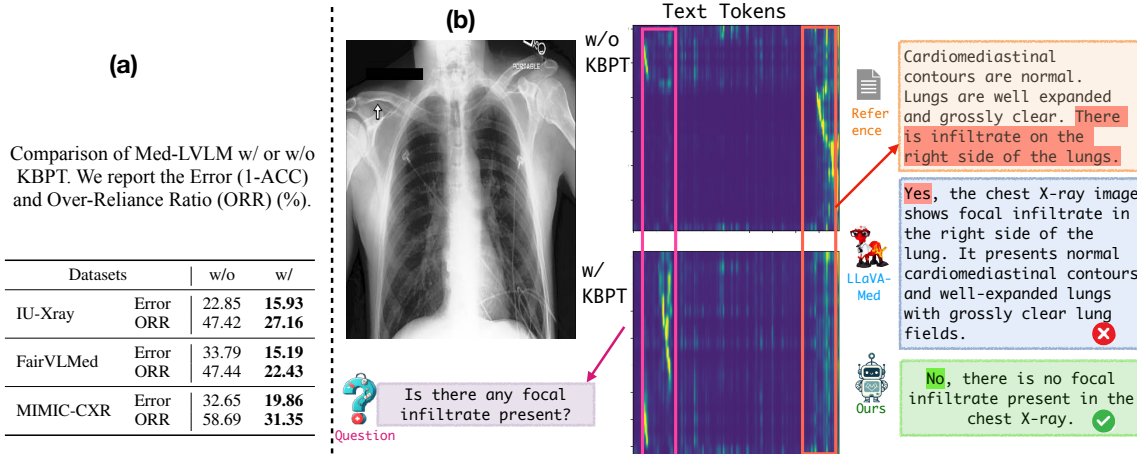 (a)
Comparison of Med-LVLM w/ or w/o
KBPT. We report the Error (1-ACC)
and Over-Reliance Ratio (ORR) (%).
Datasets w/o w/
IU-Xray Error 22.85 15.93
ORR 47.42 27.16
FairVLMed Error 33.79 15.19
ORR 47.44 22.43
MIMIC-CXR Error 32.65 19.86
ORR 58.69 31.35
(b)
PORTABLE
Text Tokens
w/o
KBPT
w/
KBPT
Question
Is there any focal
infiltrate present?
Refer
ence
Cardiomediastinal
contours are normal.
Lungs are well expanded
and grossly clear. There
is infiltrate on the
right side of the lungs.
LLaVA-
Med
Yes, the chest X-ray image
shows focal infiltrate in
the right side of the
lung. It presents normal
cardiomediastinal contours
and well-expanded lungs
with grossly clear lung
fields.
Ours
No, there is no focal
infiltrate present in the
chest X-ray.